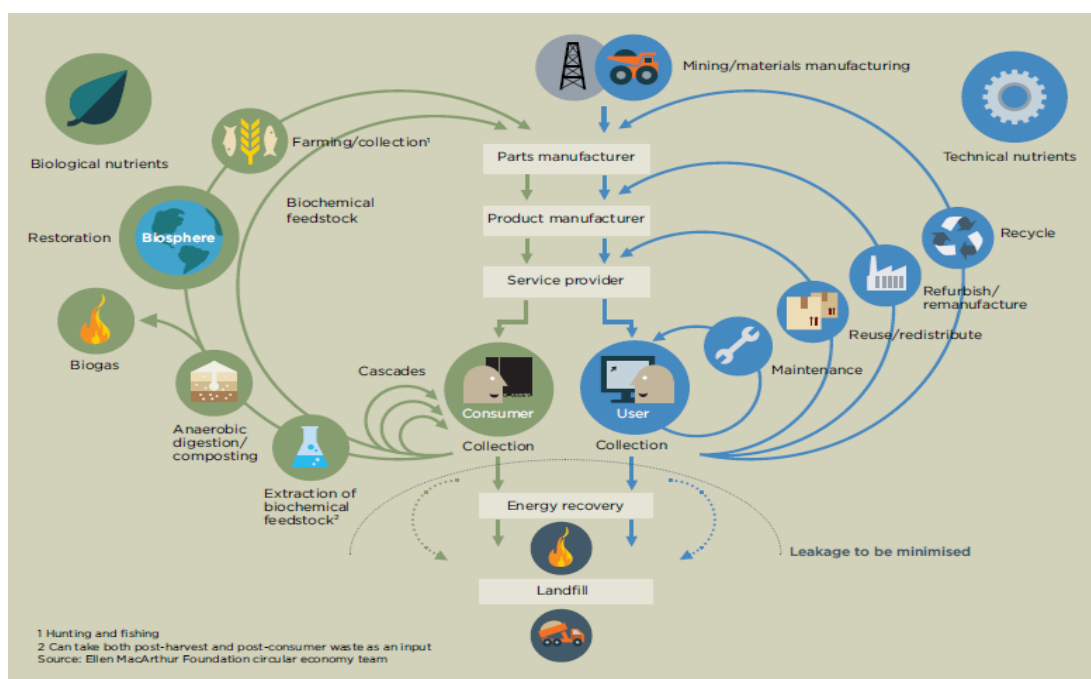 Mining/materials manufacturing
Biological nutrients
Farming/collection¹
Parts manufacturer
Technical nutrients
Biochemical
feedstock
Product manufacturer
Restoration
Biosphere
Recycle
Service provider
Refurbish/
remanufacture
Biogas
Reuse/redistribute
Cascades
Maintenance
Consumer
User
Anaerobic
digestion/
composting
Collection
Collection
Extraction of
biochemical
feedstock²
Energy recovery
Leakage to be minimised
Landfill
1 Hunting and fishing
2 Can take both post-harvest and post-consumer waste as an input
Source: Ellen MacArthur Foundation circular economy team